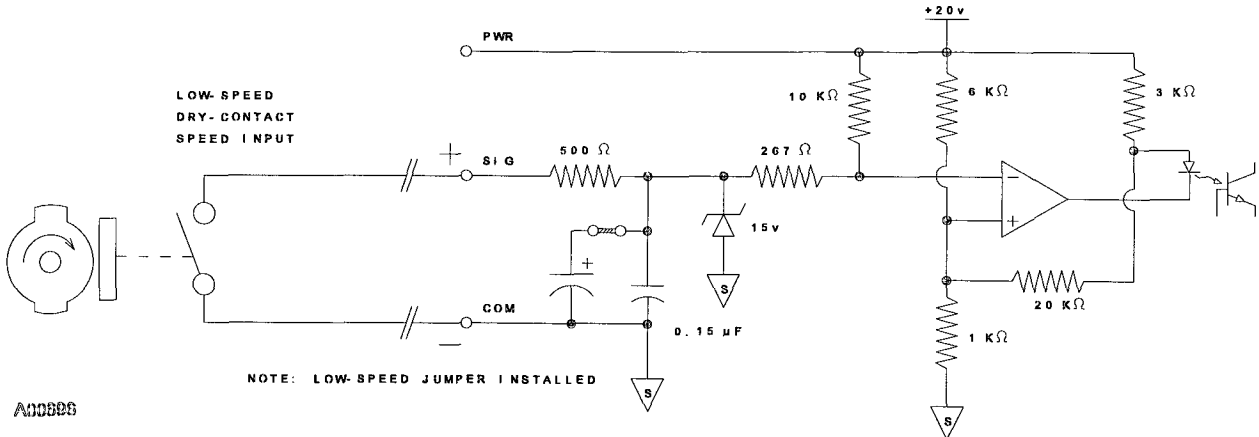 +20v
PWR
LOW-SPEED
DRY-CONTACT
SPEED INPUT
10 KΩ
6 KΩ
3 KΩ
+
SIG
500 Ω
267 Ω
−
+
15v
+
S
20 KΩ
COM
−
0.15 µF
1 KΩ
NOTE: LOW-SPEED JUMPER INSTALLED
S
S